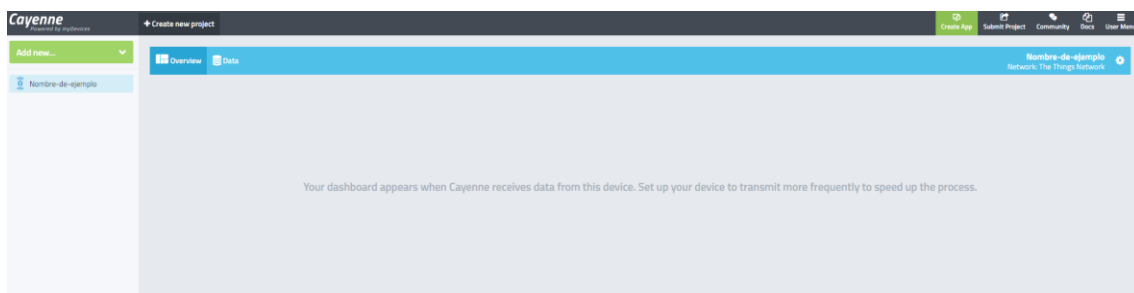 Cayenne
Powered by myDevices
+ Create new project
Create App
Submit Project
Community
Docs
User Menu
Add new...
Overview
Data
Nombre-de-ejemplo
Network: The Things Network
Nombre-de-ejemplo
Your dashboard appears when Cayenne receives data from this device. Set up your device to transmit more frequently to speed up the process.